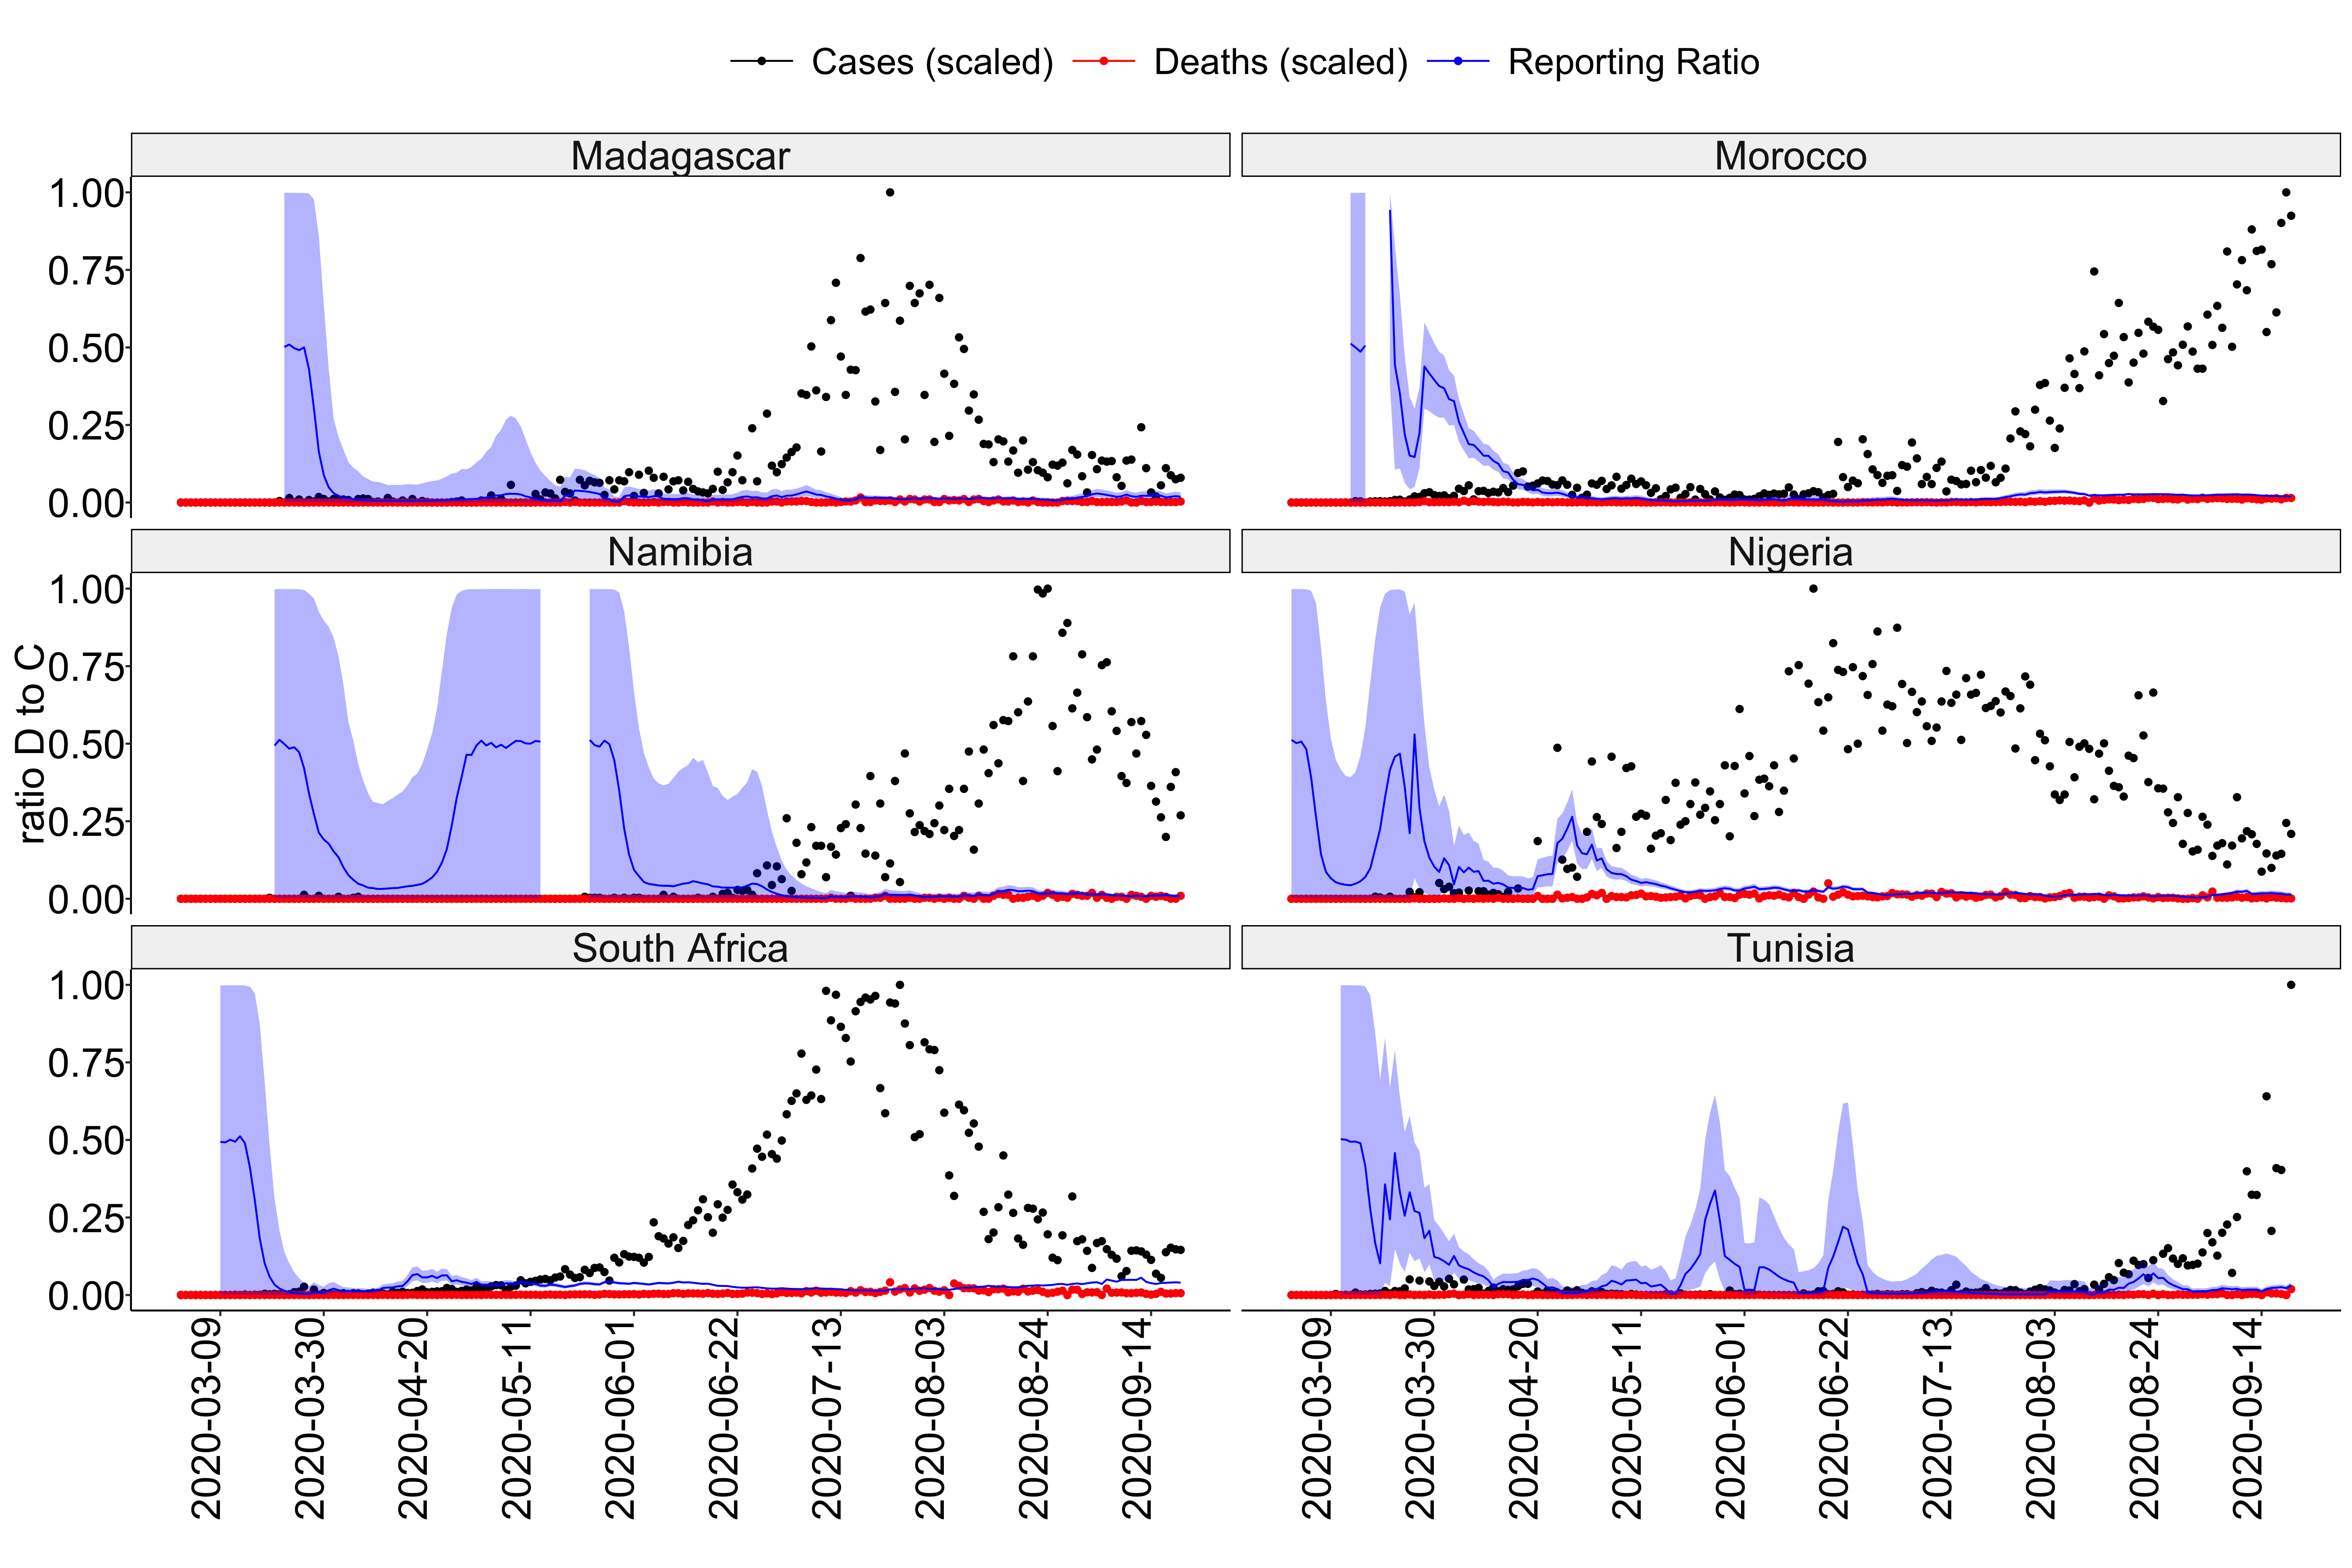 Cases (scaled) Deaths (scaled) Reporting Ratio
Madagascar Morocco
1.00
0.75
0.50
0.25
0.00
Namibia Nigeria
1.00
0.75
0.50
0.25
0.00
ratio D to C
South Africa Tunisia
1.00
0.75
0.50
0.25
0.00
2020-03-09 2020-03-30 2020-04-20 2020-05-11 2020-06-01 2020-06-22 2020-07-13 2020-08-03 2020-08-24 2020-09-14 2020-03-09 2020-03-30 2020-04-20 2020-05-11 2020-06-01 2020-06-22 2020-07-13 2020-08-03 2020-08-24 2020-09-14